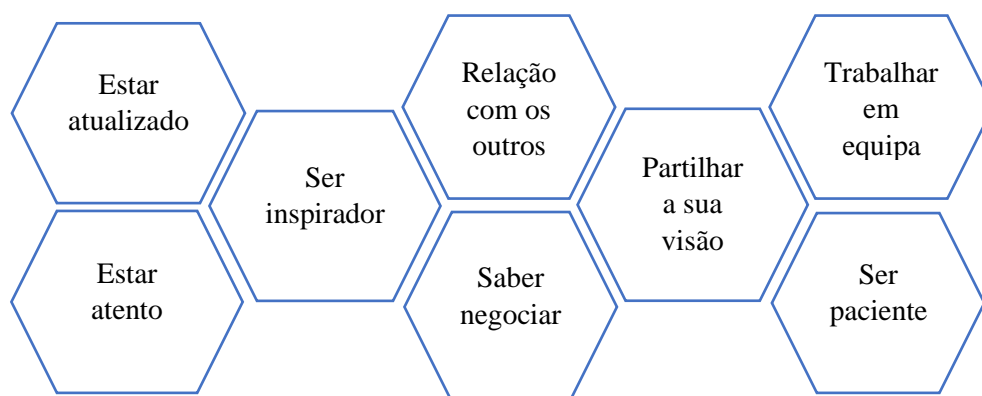 Estar
atualizado
Estar
atento
Ser
inspirador
Relação
com os
outros
Saber
negociar
Partilhar
a sua
visão
Trabalhar
em
equipa
Ser
paciente